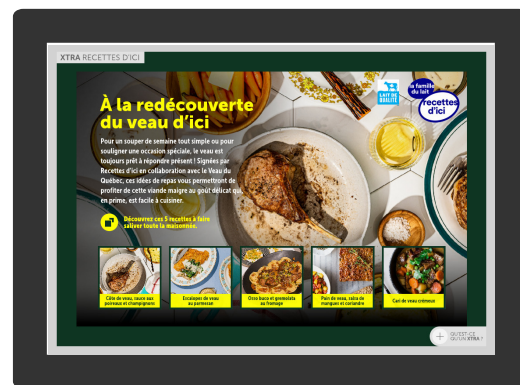 XTRA RECETTES D'ICI
À la redécouverte
du veau d'ici
Pour un souper de semaine tout simple ou pour
souligner une occasion spéciale, le veau est
toujours prêt à répondre présent ! Signées par
Recettes d'ici en collaboration avec le Veau du
Québec, ces idées de repas vous permettront de
profiter de cette viande maigre au goût délicat qui,
en prime, est facile à cuisiner.
Découvrez ces 5 recettes à faire
saliver toute la maisonnée.
LAIT DE
QUALITÉ
la famille
du lait
recettes
d'ici
Côte de veau, sauce aux
poireaux et champignons
Escalopes de veau
au parmesan
Osso buco et gremolata
au fromage
Pain de veau, salsa de
mangues et coriandre
Cari de veau crémeux
QU'EST-CE
QU'UN XTRA ?